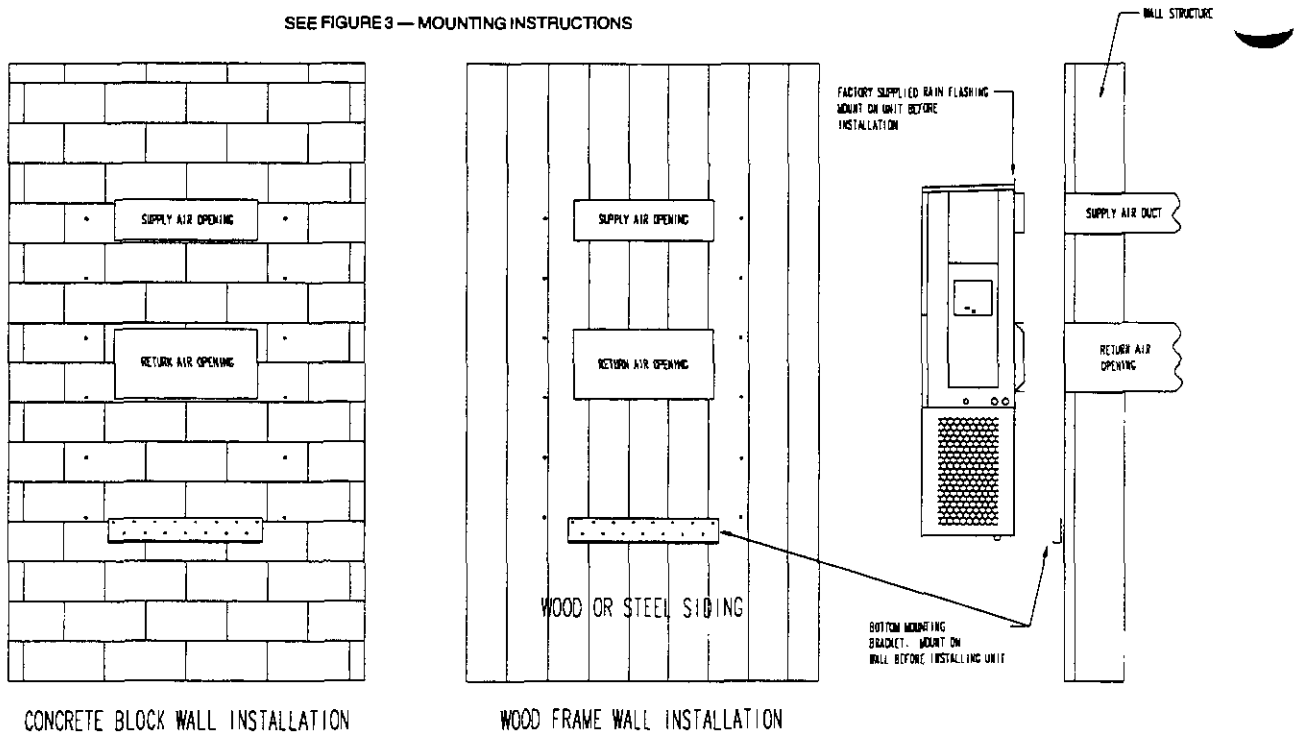 SEE FIGURE 3 — MOUNTING INSTRUCTIONS
WALL STRUCTURE
FACTORY SUPPLIED RAIN FLASHING
MOUNT ON UNIT BEFORE
INSTALLATION
SUPPLY AIR OPENING
SUPPLY AIR OPENING
SUPPLY AIR DUCT
RETURN AIR OPENING
RETURN AIR OPENING
RETURN AIR
OPENING
WOOD OR STEEL SIDING
BOTTOM MOUNTING
BRACKET. MOUNT ON
WALL BEFORE INSTALLING UNIT
CONCRETE BLOCK WALL INSTALLATION
WOOD FRAME WALL INSTALLATION